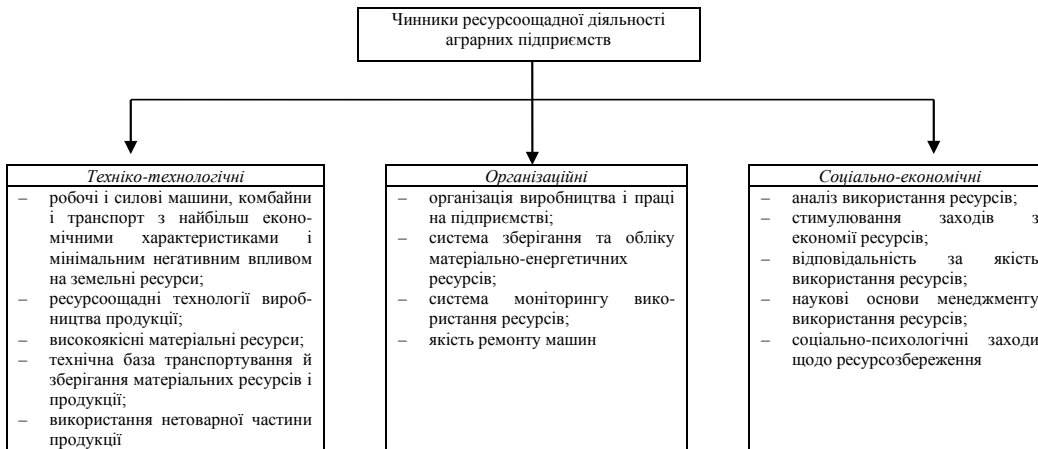 Чинники ресурсоощадної діяльності
аграрних підприємств
Техніко-технологічні
– робочі і силові машини, комбайни
і транспорт з найбільш еконо-
мічними характеристиками і
мінімальним негативним впливом
на земельні ресурси;
– ресурсоощадні технології вироб-
ництва продукції;
– високоякісні матеріальні ресурси;
– технічна база транспортування й
зберігання матеріальних ресурсів і
продукції;
– використання нетоварної частини
продукції
Організаційні
– організація виробництва і праці
на підприємстві;
– система зберігання та обліку
матеріально-енергетичних
ресурсів;
– система моніторингу вико-
ристання ресурсів;
– якість ремонту машин
Соціально-економічні
– аналіз використання ресурсів;
– стимулювання заходів з
економії ресурсів;
– відповідальність за якість
використання ресурсів;
– наукові основи менеджменту
використання ресурсів;
– соціально-психологічні заходи
щодо ресурсозбереження